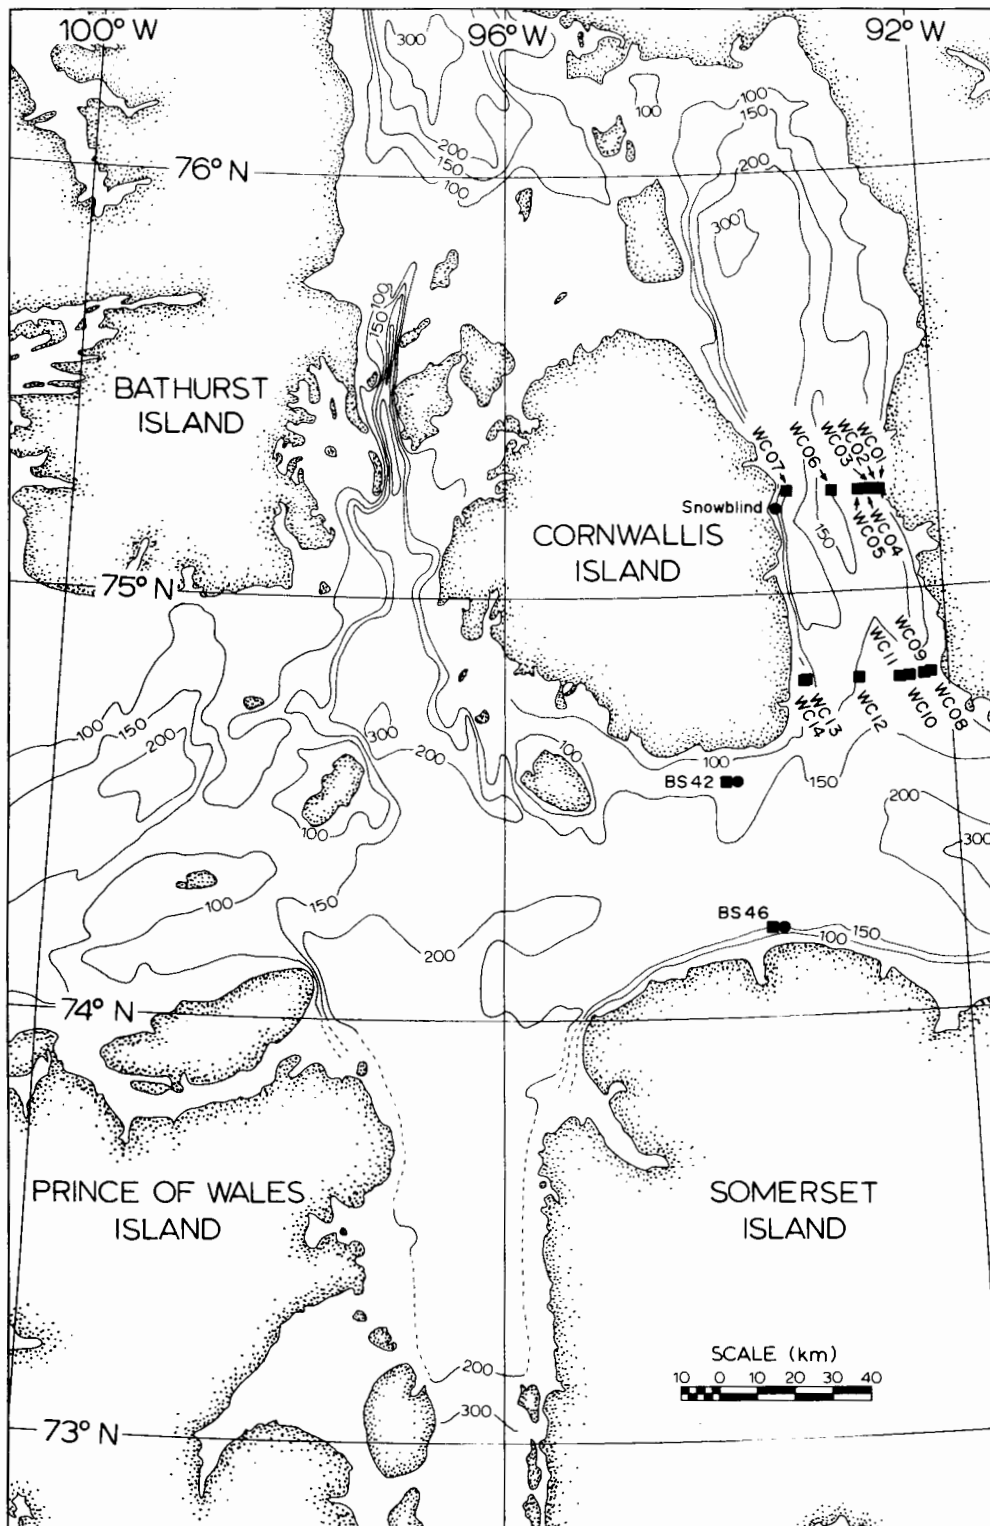 100° W
96° W
92° W
300
100
100
150
200
200
150
100
76° N
300
100
150
BATHURST
ISLAND
WC07
WC06
WC03
WC02
WC01
Snowblind
CORNWALLIS
ISLAND
150
WC05
WC04
75° N
WC11
WC09
WC14
WC13
WC12
WC10
WC08
100
150
200
300
200
100
100
BS42
150
200
100
300
100
150
BS46
150
100
200
74° N
PRINCE OF WALES
ISLAND
SOMERSET
ISLAND
SCALE (km)
10 0 10 20 30 40
200
300
73° N